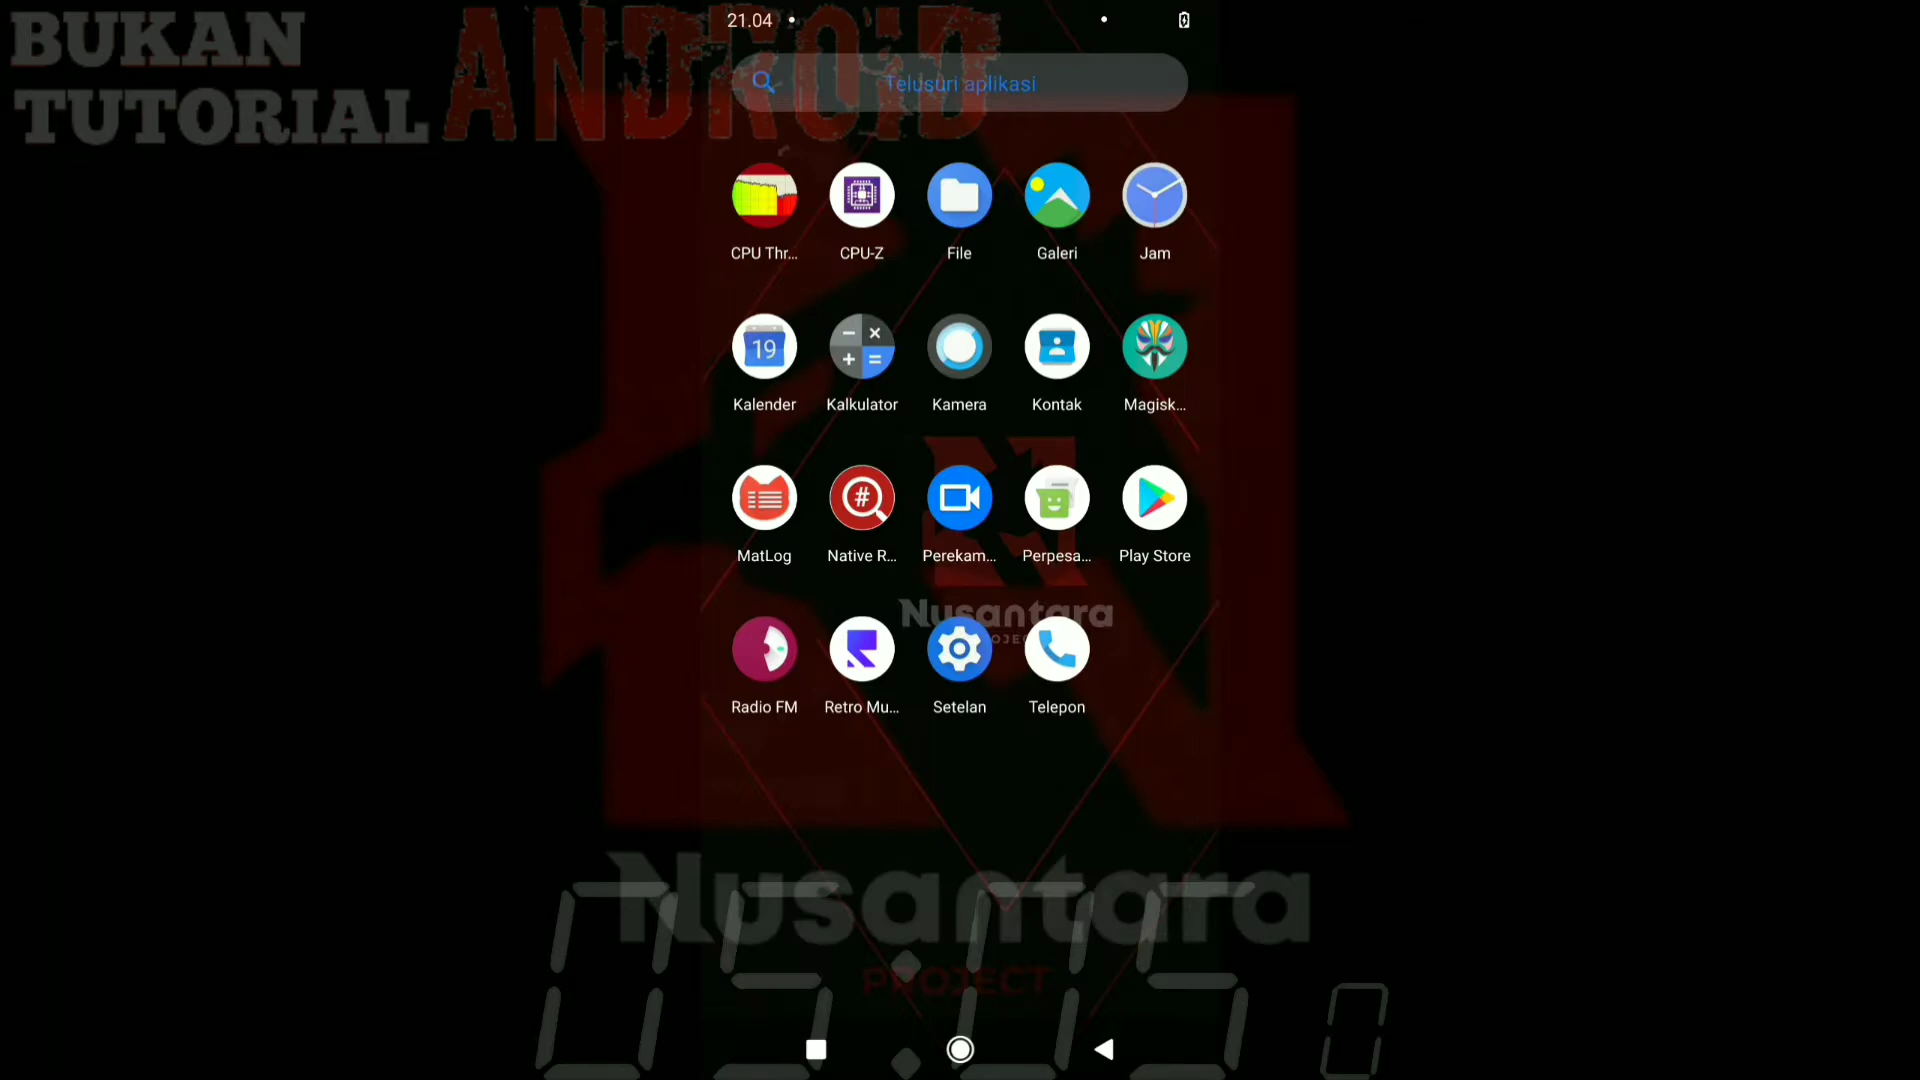 BUKAN
TUTORIAL
ANDROID
21.04
Telusuri aplikasi
CPU Thr...
CPU-Z
File
Galeri
Jam
19
Kalender
Kalkulator
Kamera
Kontak
Magisk...
MatLog
#
Native R...
Perekam...
Perpesa...
Play Store
Nusantara
Radio FM
Retro Mu...
Setelan
Telepon
Nusantara
PROJECT